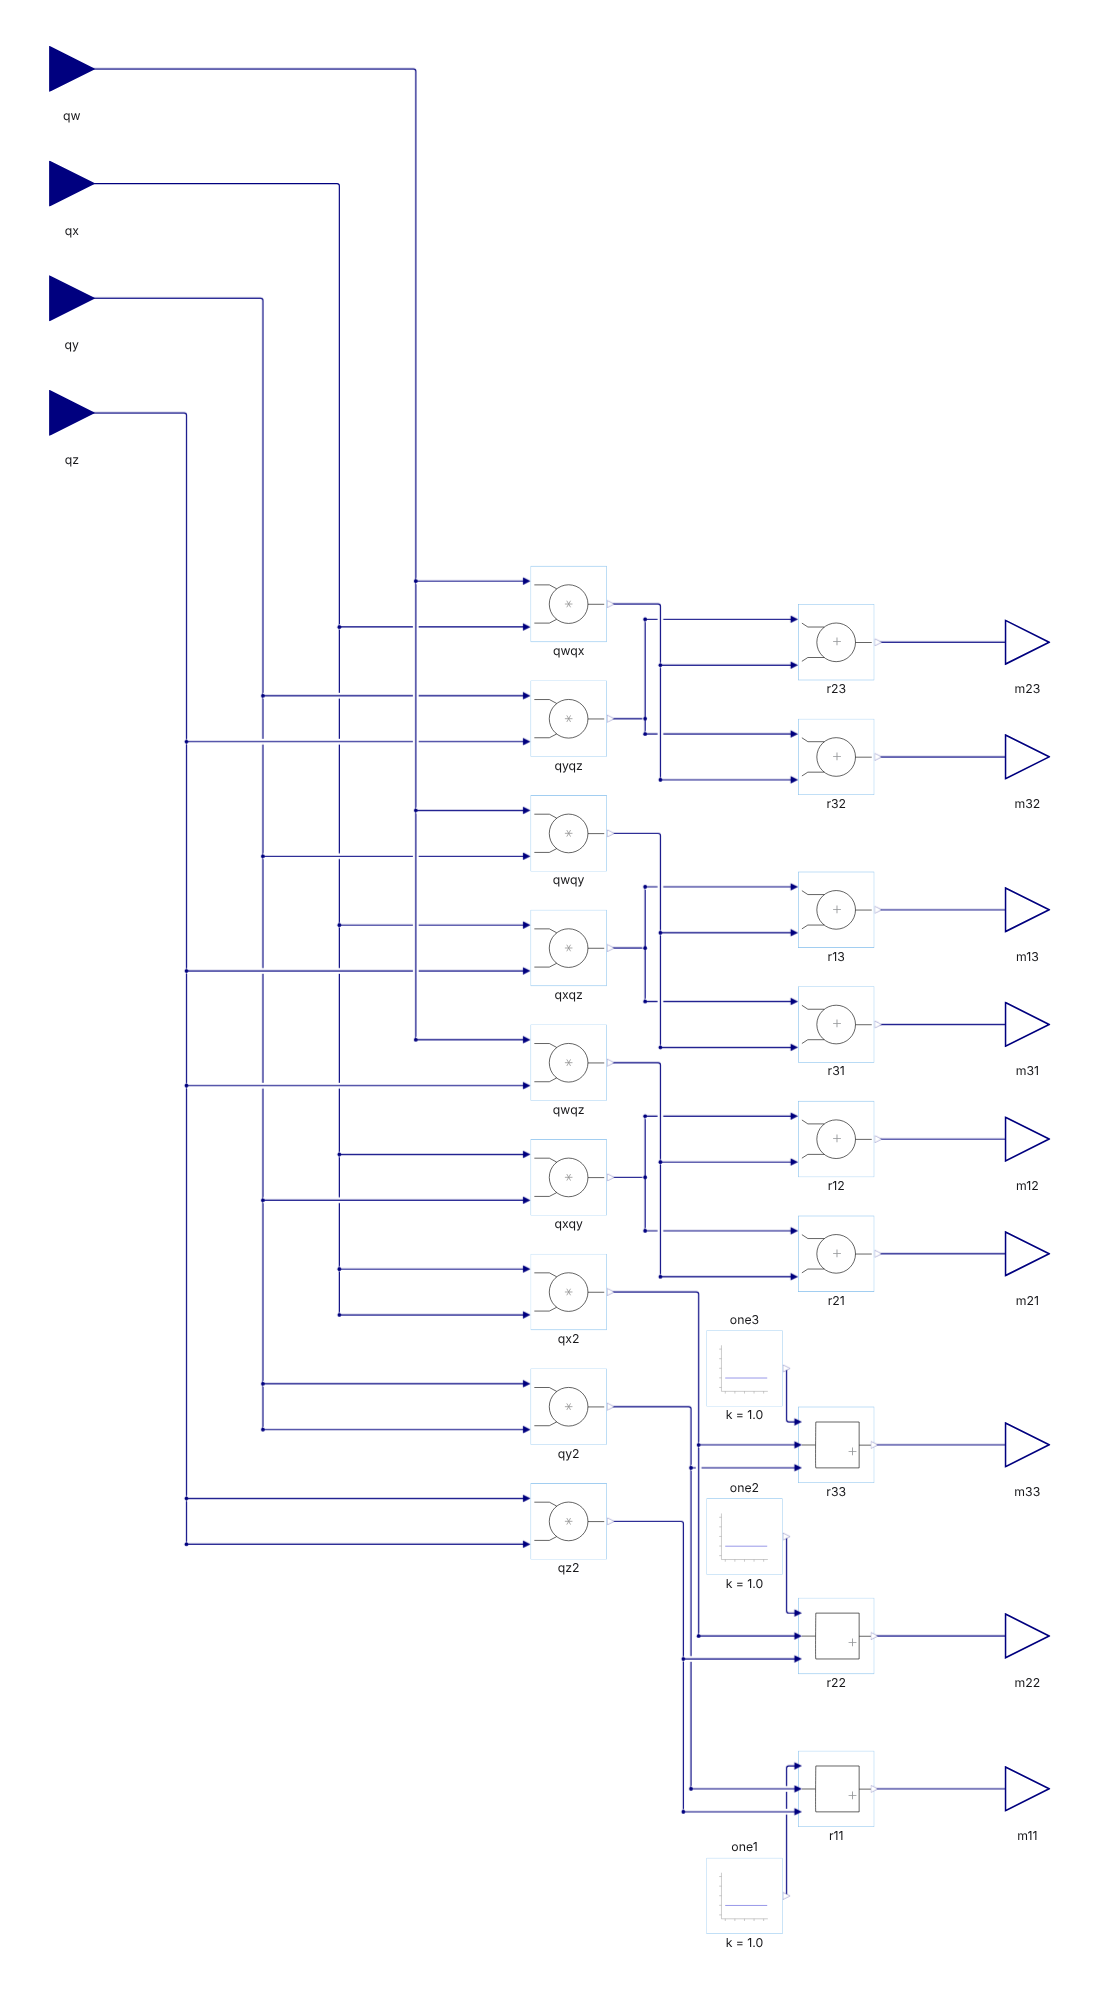 qw
qx
qy
qz
*
qwqx
+
r23
m23
*
qyqz
+
r32
m32
*
qwqy
+
r13
m13
*
qxqz
+
r31
m31
*
qwqz
+
r12
m12
*
qxqy
+
r21
m21
*
qx2
one3
k = 1.0
*
qy2
+
r33
m33
one2
k = 1.0
*
qz2
+
r22
m22
+
r11
m11
one1
k = 1.0